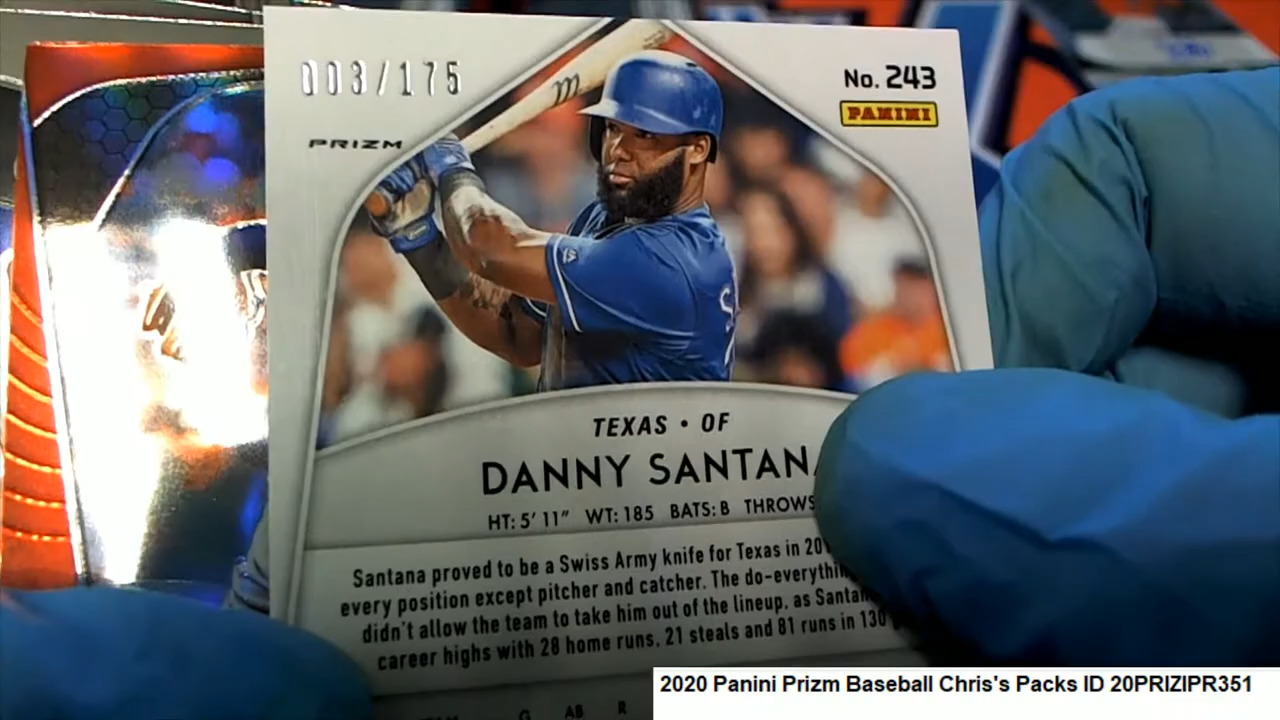 003/175
No. 243
PANINI
PRIZM
TEXAS • OF
DANNY SANTAN
HT: 5' 11" WT: 185 BATS: B THROWS
Santana proved to be a Swiss Army knife for Texas in
every position except pitcher and catcher. The do-everything
didn't allow the team to take him out of the lineup, as Santana
career highs with 28 home runs, 21 steals and 81 runs in 130
G AB R
2020 Panini Prizm Baseball Chris's Packs ID 20PRIZIPR351